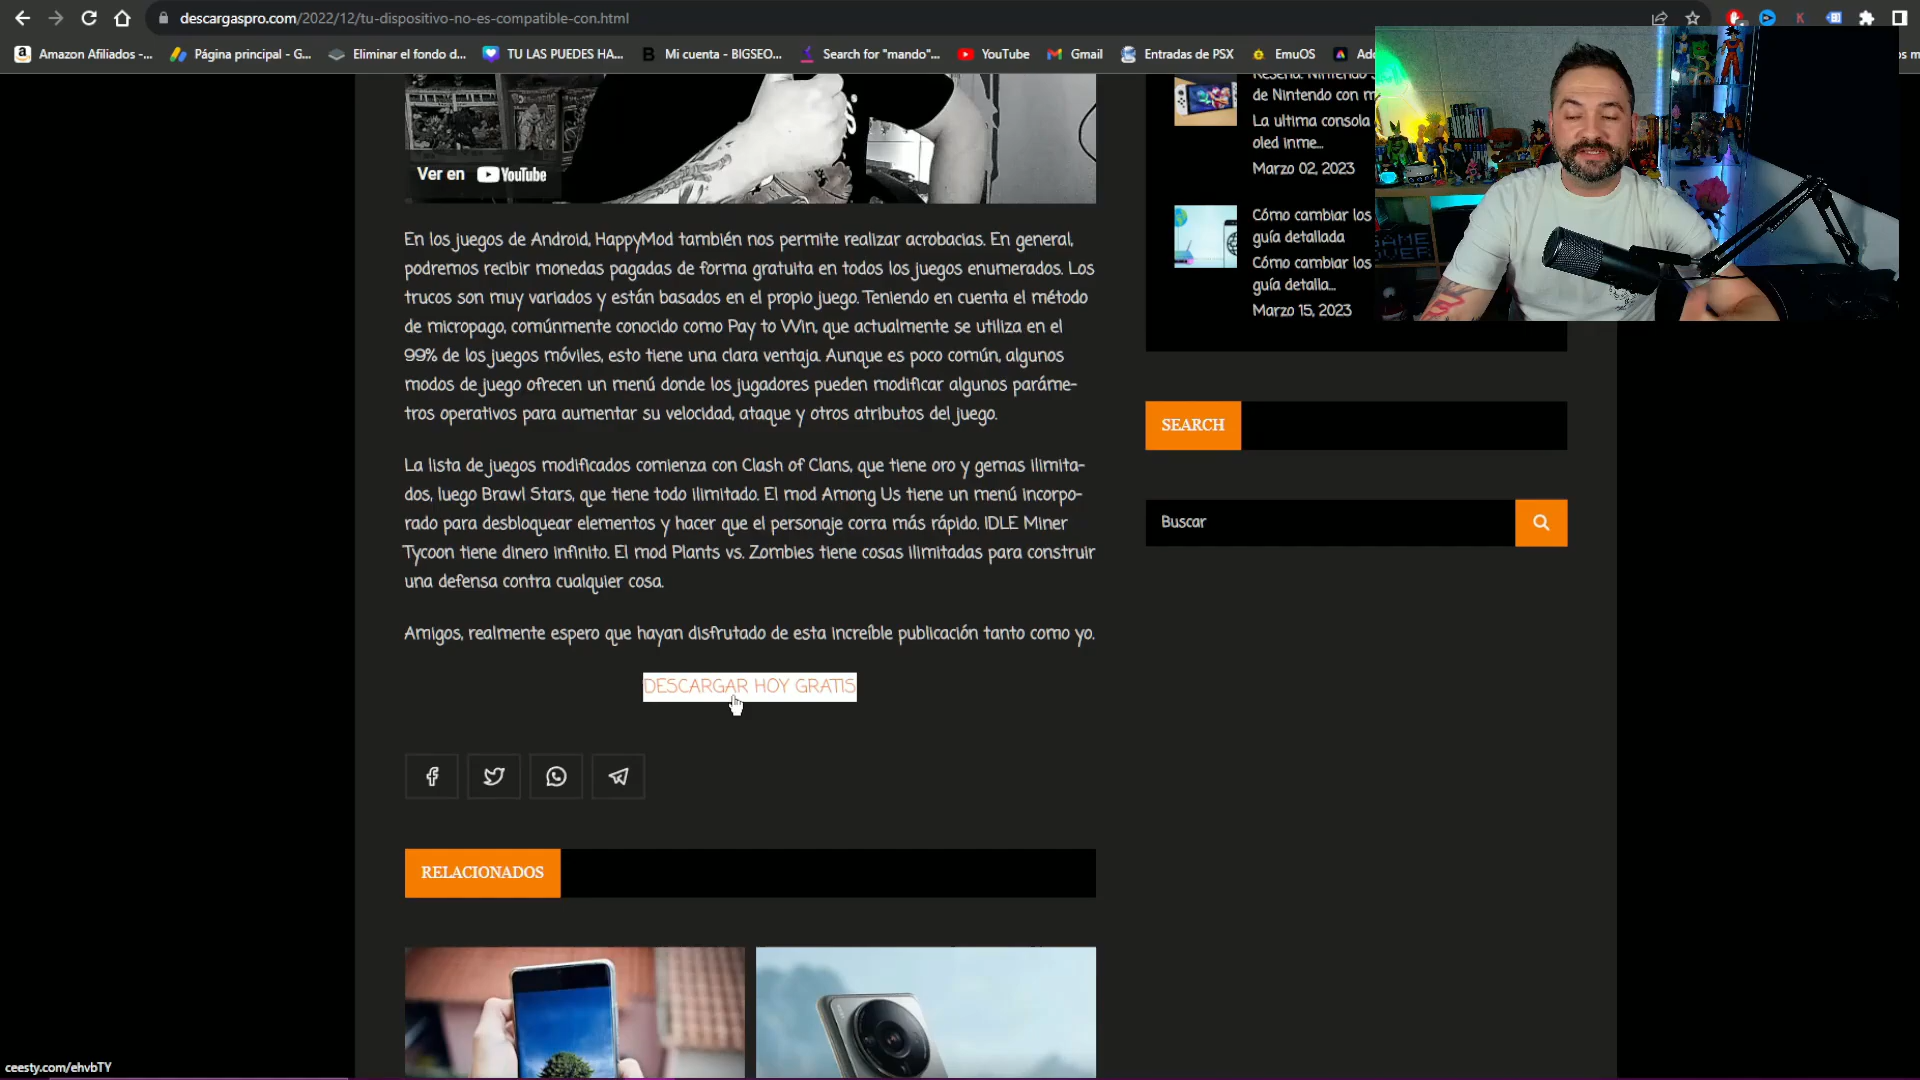 descargaspro.com/2022/12/tu-dispositivo-no-es-compatible-con.html
Amazon Afiliados -...
Página principal - G...
Eliminar el fondo d...
TU LAS PUEDES HA...
Mi cuenta - BIGSEO...
Search for "mando"...
YouTube
Gmail
Entradas de PSX
EmuOS
Ver en YouTube
En los juegos de Android, HappyMod también nos permite realizar acrobacias. En general,
podremos recibir monedas pagadas de forma gratuita en todos los juegos enumerados. Los
trucos son muy variados y están basados en el propio juego. Teniendo en cuenta el método
de micropago, comúnmente conocido como Pay to Win, que actualmente se utiliza en el
99% de los juegos móviles, esto tiene una clara ventaja. Aunque es poco común, algunos
modos de juego ofrecen un menú donde los jugadores pueden modificar algunos paráme-
tros operativos para aumentar su velocidad, ataque y otros atributos del juego.
La lista de juegos modificados comienza con Clash of Clans, que tiene oro y gemas ilimita-
dos, luego Brawl Stars, que tiene todo ilimitado. El mod Among Us tiene un menú incorpo-
rado para desbloquear elementos y hacer que el personaje corra más rápido. IDLE Miner
Tycoon tiene dinero infinito. El mod Plants vs. Zombies tiene cosas ilimitadas para construir
una defensa contra cualquier cosa.
Amigos, realmente espero que hayan disfrutado de esta increíble publicación tanto como yo.
DESCARGAR HOY GRATIS
RELACIONADOS
Reseña: Nintendo
de Nintendo con
La ultima consola
oled inme...
Marzo 02, 2023
Cómo cambiar los
guía detallada
Cómo cambiar los
guía detalla...
Marzo 15, 2023
SEARCH
Buscar
GAME
OVER
ceesty.com/ehvbTY